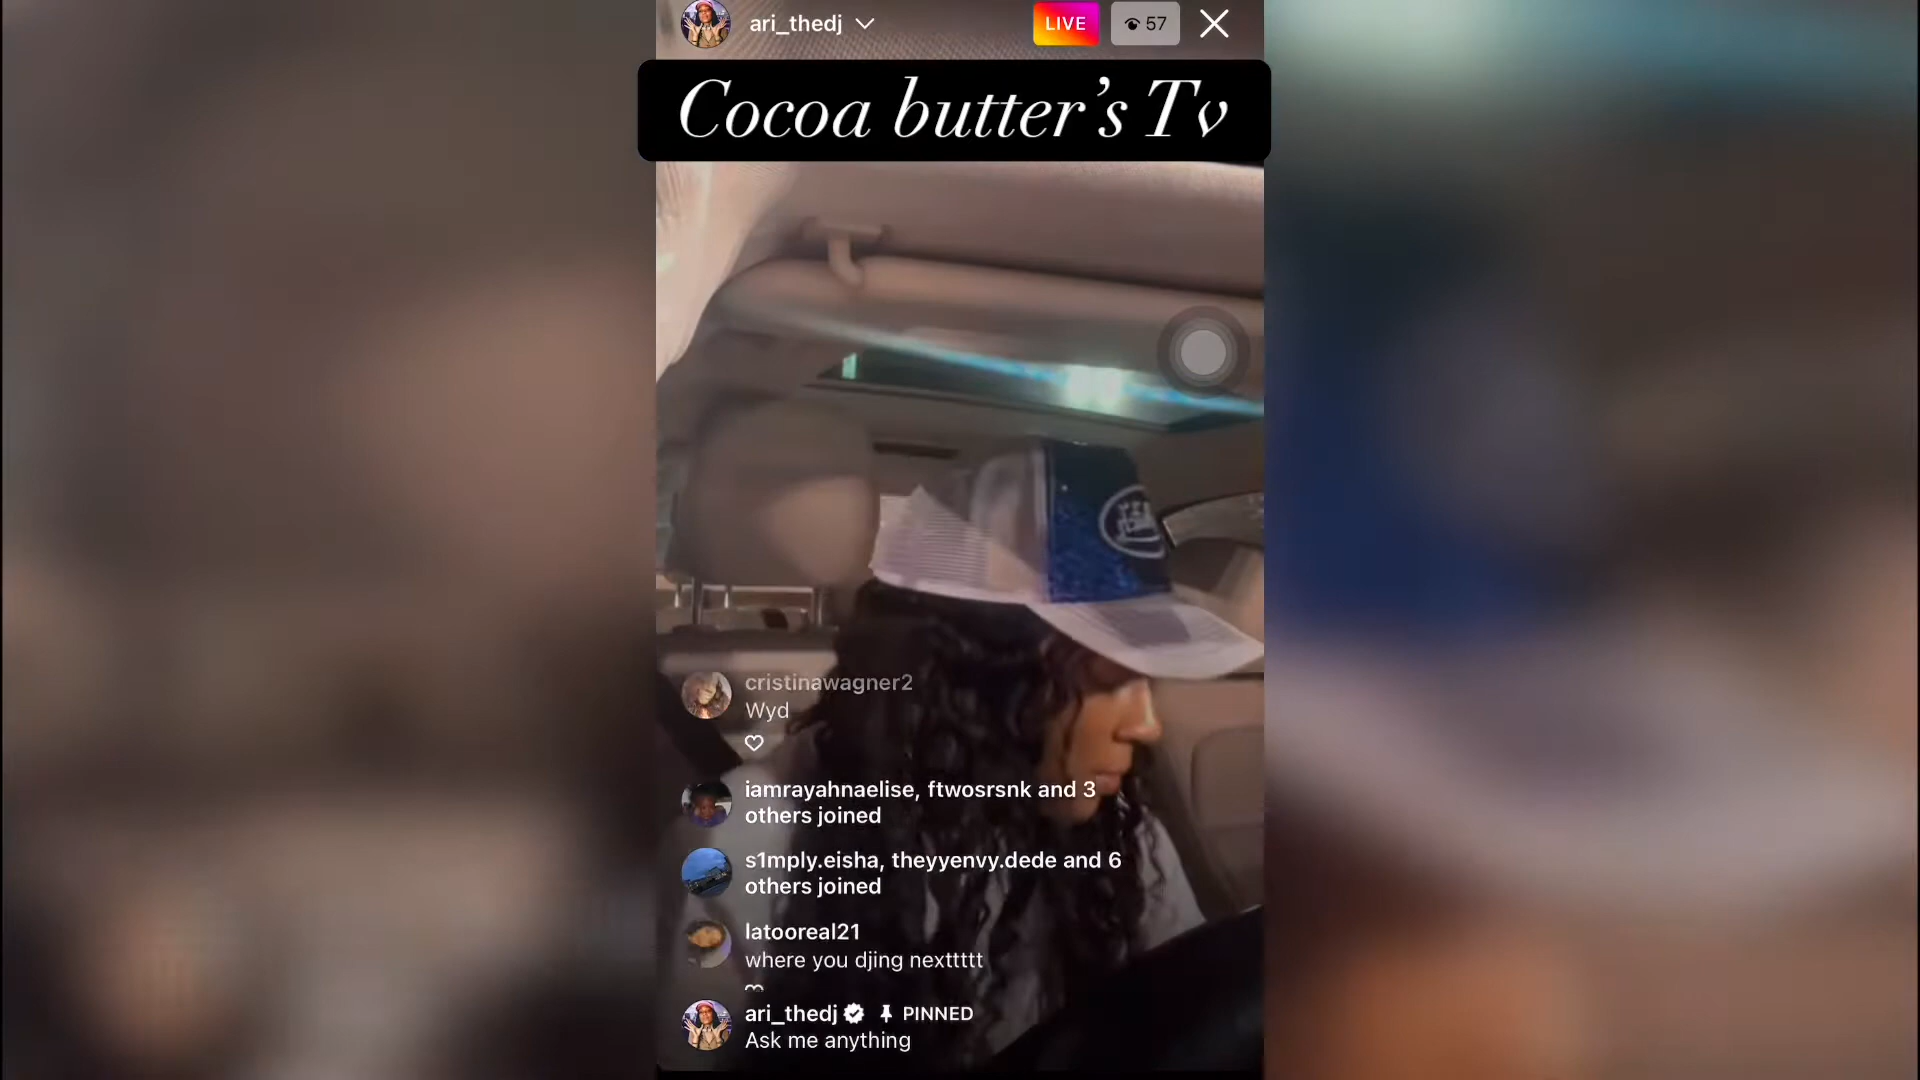 ari_thedj
LIVE
57
Cocoa butter’s Tv
cristinawagner2
Wyd
iamrayahnaelise, ftwosrsnk and 3
others joined
s1mply.eisha, theyyenvy.dede and 6
others joined
latooreal21
where you djing nexttttt
ari_thedj PINNED
Ask me anything